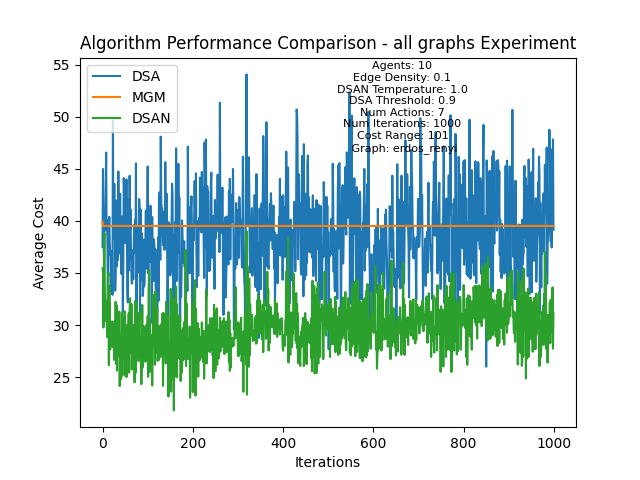 Algorithm Performance Comparison - all graphs Experiment
Agents: 10
Edge Density: 0.1
DSAN Temperature: 1.0
DSA Threshold: 0.9
Num Actions: 7
Num Iterations: 1000
Cost Range: 101
Graph: erdos_renyi
DSA
MGM
DSAN
Average Cost
55
50
45
40
35
30
25
0
200
400
600
800
1000
Iterations